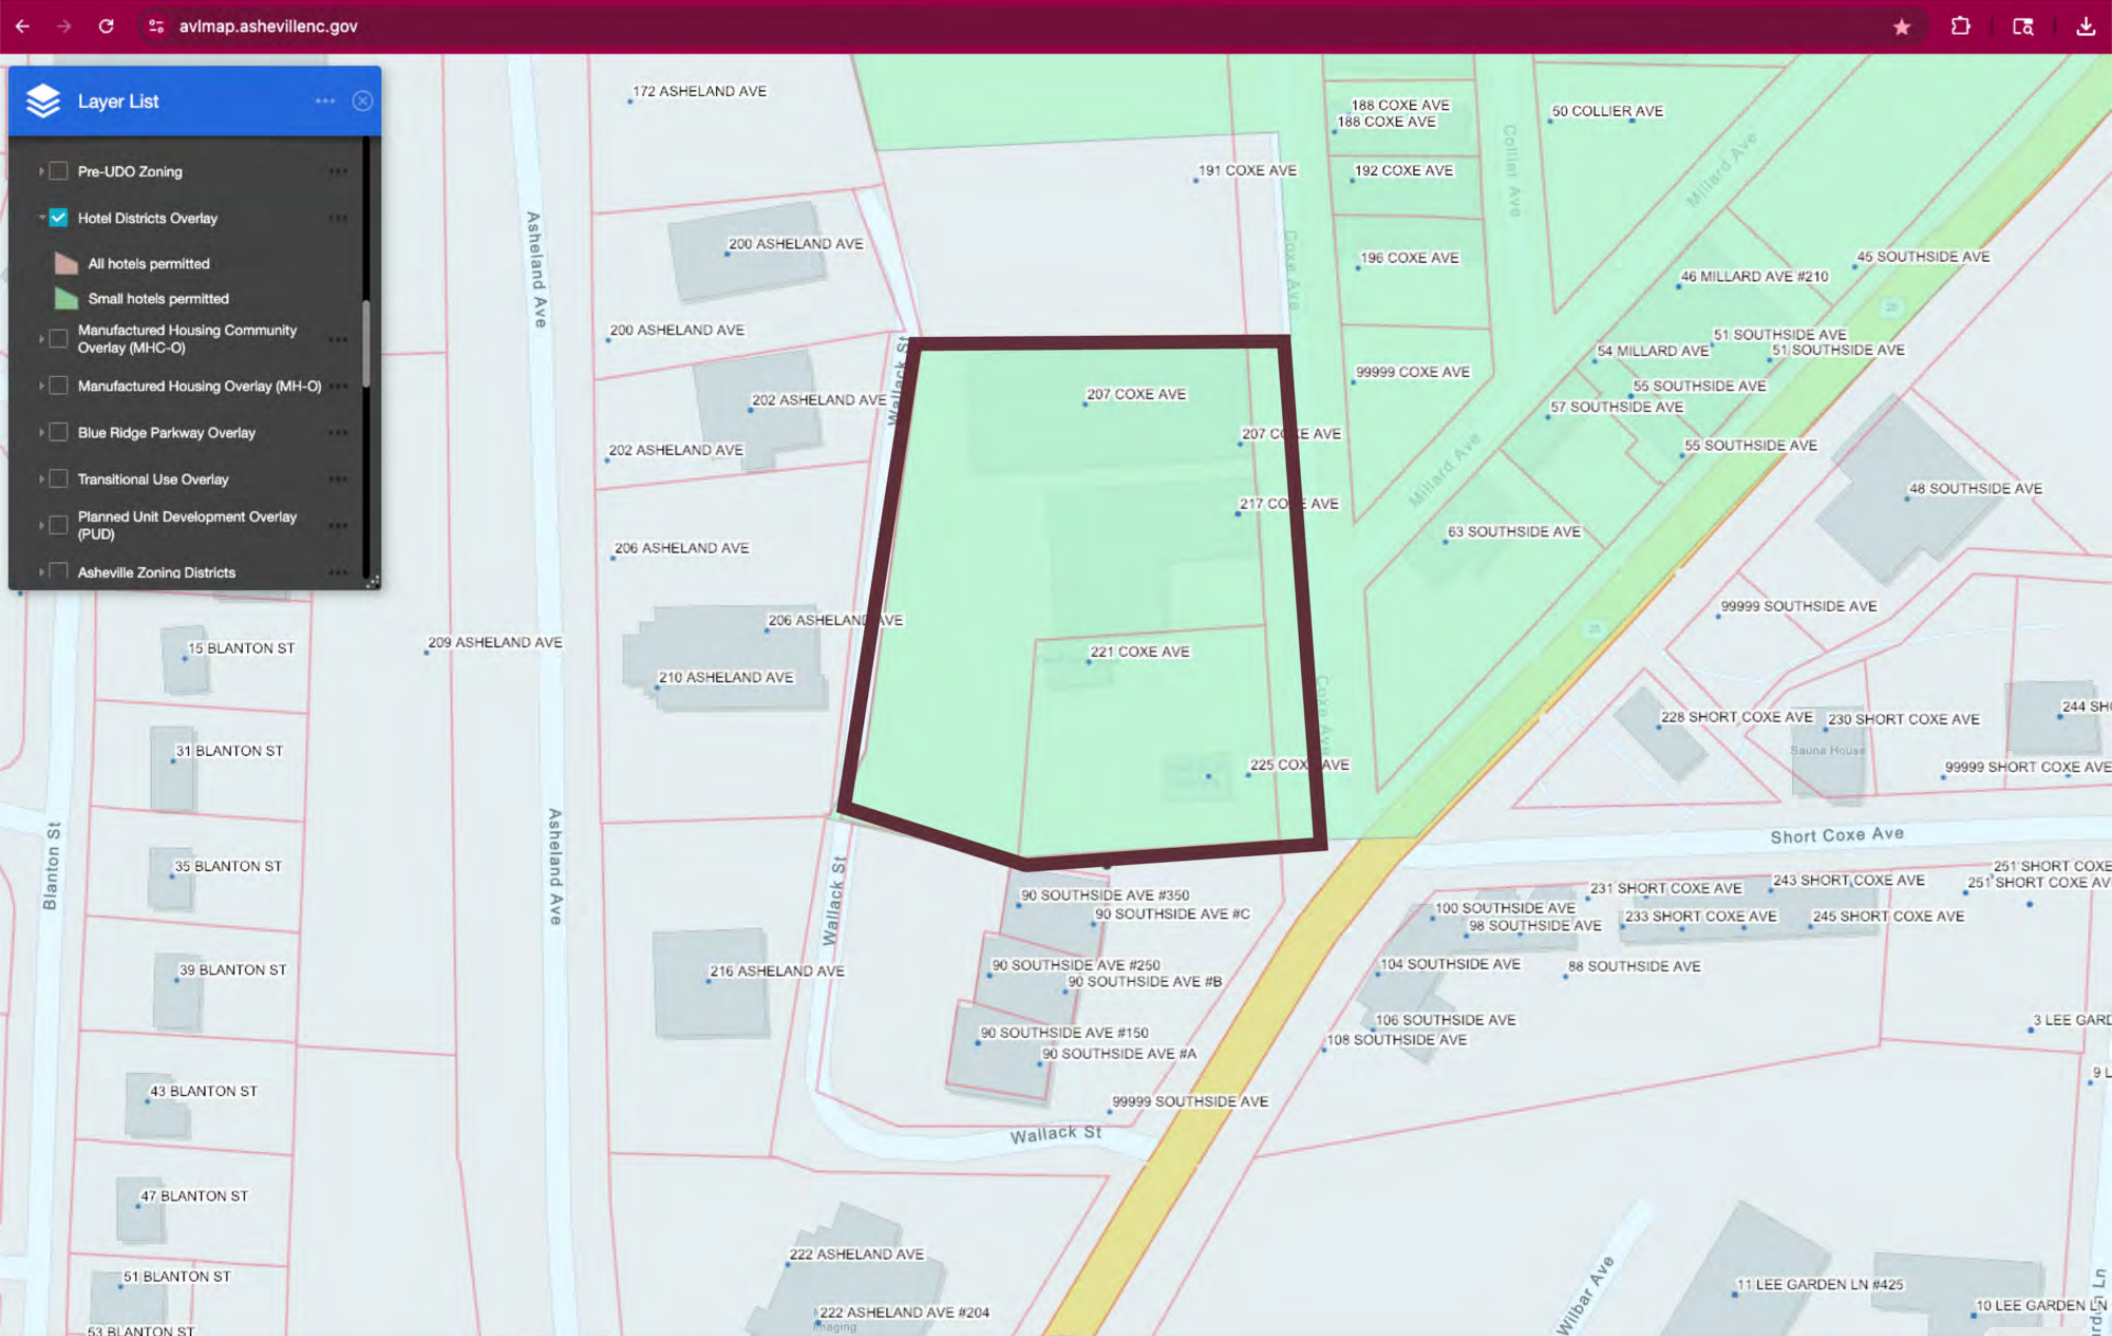 avlmap.ashevillenc.gov
Layer List
Pre-UDO Zoning
Hotel Districts Overlay
All hotels permitted
Small hotels permitted
Manufactured Housing Community
Overlay (MHC-O)
Manufactured Housing Overlay (MH-O)
Blue Ridge Parkway Overlay
Transitional Use Overlay
Planned Unit Development Overlay
(PUD)
Asheville Zoning Districts
172 ASHELAND AVE
188 COXE AVE
188 COXE AVE
50 COLLIER AVE
191 COXE AVE
192 COXE AVE
Collier Ave
Millard Ave
Asheland Ave
200 ASHELAND AVE
Coxe Ave
196 COXE AVE
45 SOUTHSIDE AVE
46 MILLARD AVE #210
25
200 ASHELAND AVE
Wallack St
51 SOUTHSIDE AVE
54 MILLARD AVE
51 SOUTHSIDE AVE
99999 COXE AVE
55 SOUTHSIDE AVE
202 ASHELAND AVE
207 COXE AVE
57 SOUTHSIDE AVE
207 COXE AVE
202 ASHELAND AVE
55 SOUTHSIDE AVE
Millard Ave
48 SOUTHSIDE AVE
217 COXE AVE
63 SOUTHSIDE AVE
206 ASHELAND AVE
99999 SOUTHSIDE AVE
206 ASHELAND AVE
25
15 BLANTON ST
209 ASHELAND AVE
221 COXE AVE
210 ASHELAND AVE
Coxe Ave
228 SHORT COXE AVE
230 SHORT COXE AVE
244 SH
Sauna House
31 BLANTON ST
225 COXE AVE
99999 SHORT COXE AVE
Blanton St
Asheland Ave
Short Coxe Ave
35 BLANTON ST
Wallack St
90 SOUTHSIDE AVE #350
90 SOUTHSIDE AVE #C
231 SHORT COXE AVE
243 SHORT COXE AVE
251 SHORT COXE
251 SHORT COXE AV
100 SOUTHSIDE AVE
98 SOUTHSIDE AVE
233 SHORT COXE AVE
245 SHORT COXE AVE
39 BLANTON ST
216 ASHELAND AVE
90 SOUTHSIDE AVE #250
90 SOUTHSIDE AVE #B
104 SOUTHSIDE AVE
88 SOUTHSIDE AVE
90 SOUTHSIDE AVE #150
90 SOUTHSIDE AVE #A
106 SOUTHSIDE AVE
108 SOUTHSIDE AVE
3 LEE GARD
9 L
43 BLANTON ST
99999 SOUTHSIDE AVE
Wallack St
47 BLANTON ST
222 ASHELAND AVE
51 BLANTON ST
222 ASHELAND AVE #204
Imaging
Wilbar Ave
11 LEE GARDEN LN #425
10 LEE GARDEN LN
rden Ln
53 BLANTON ST